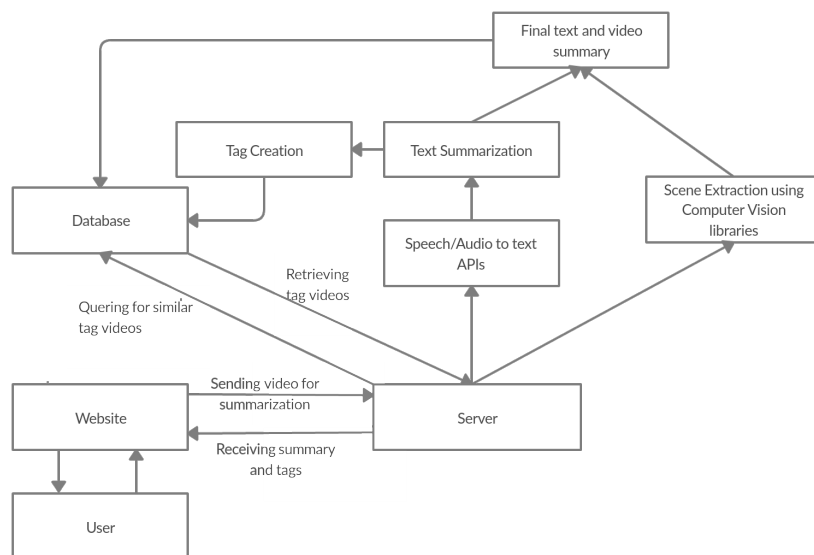 Final text and video
summary
Tag Creation
Text Summarization
Scene Extraction using
Computer Vision
libraries
Database
Speech/Audio to text
APIs
Retrieving
tag videos
Quering for similar
tag videos
Sending video for
summarization
Website
Server
Receiving summary
and tags
User